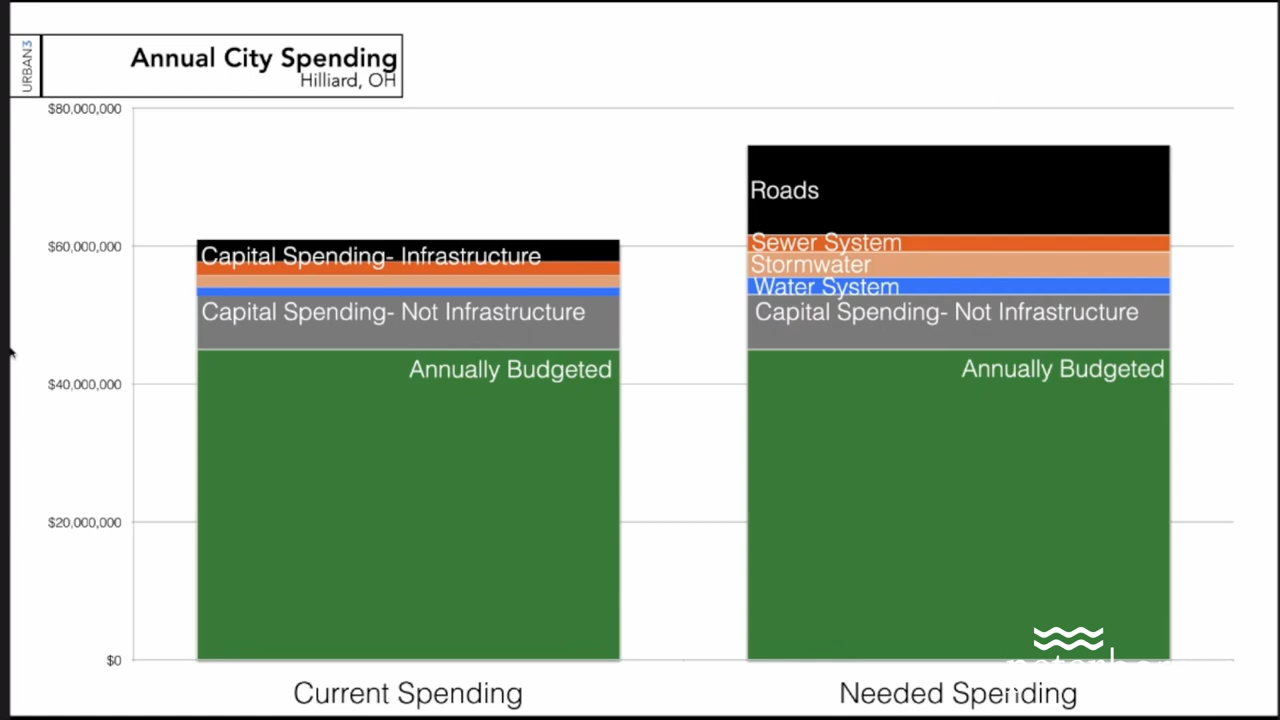 URBAN3
Annual City Spending
Hilliard, OH
$80,000,000
$60,000,000
$40,000,000
$20,000,000
$0
Capital Spending- Infrastructure
Capital Spending- Not Infrastructure
Annually Budgeted
Roads
Sewer System
Stormwater
Water System
Capital Spending- Not Infrastructure
Annually Budgeted
Current Spending
Needed Spending